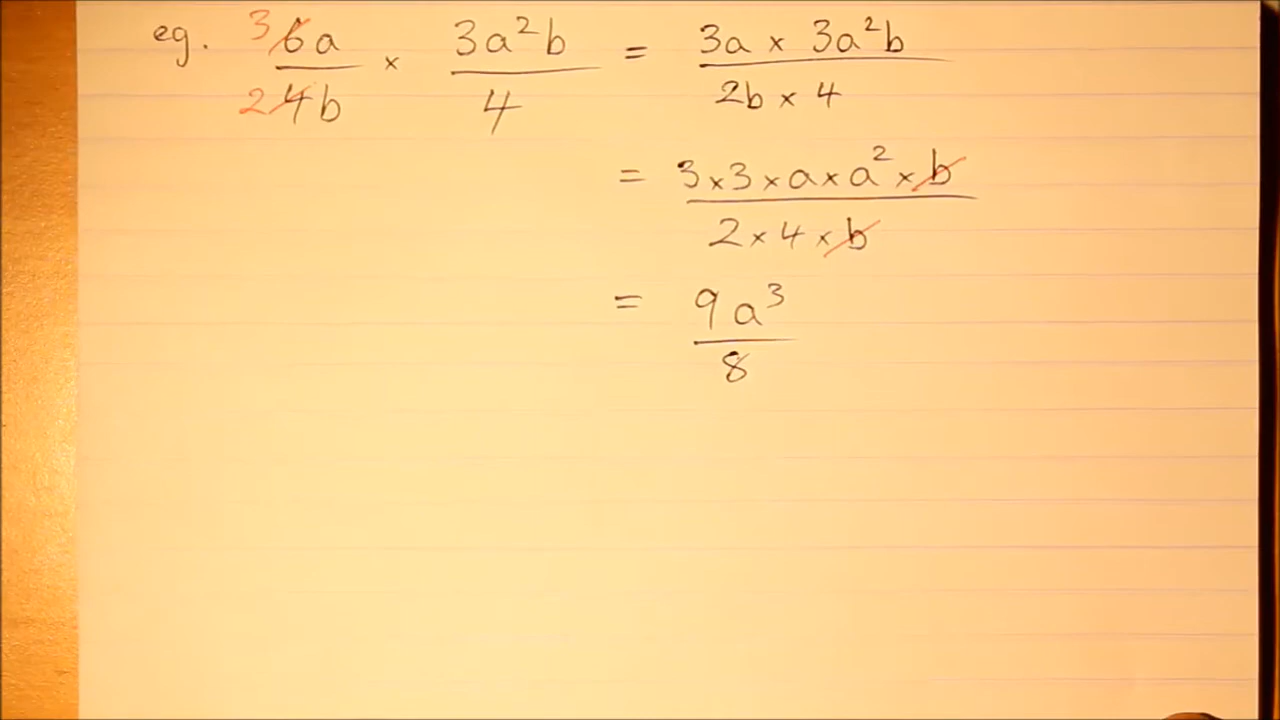 eg. 3 6a / 2 4b × 3a²b / 4 = 3a × 3a²b / 2b × 4
= 3 × 3 × a × a² × b / 2 × 4 × b
= 9a³ / 8